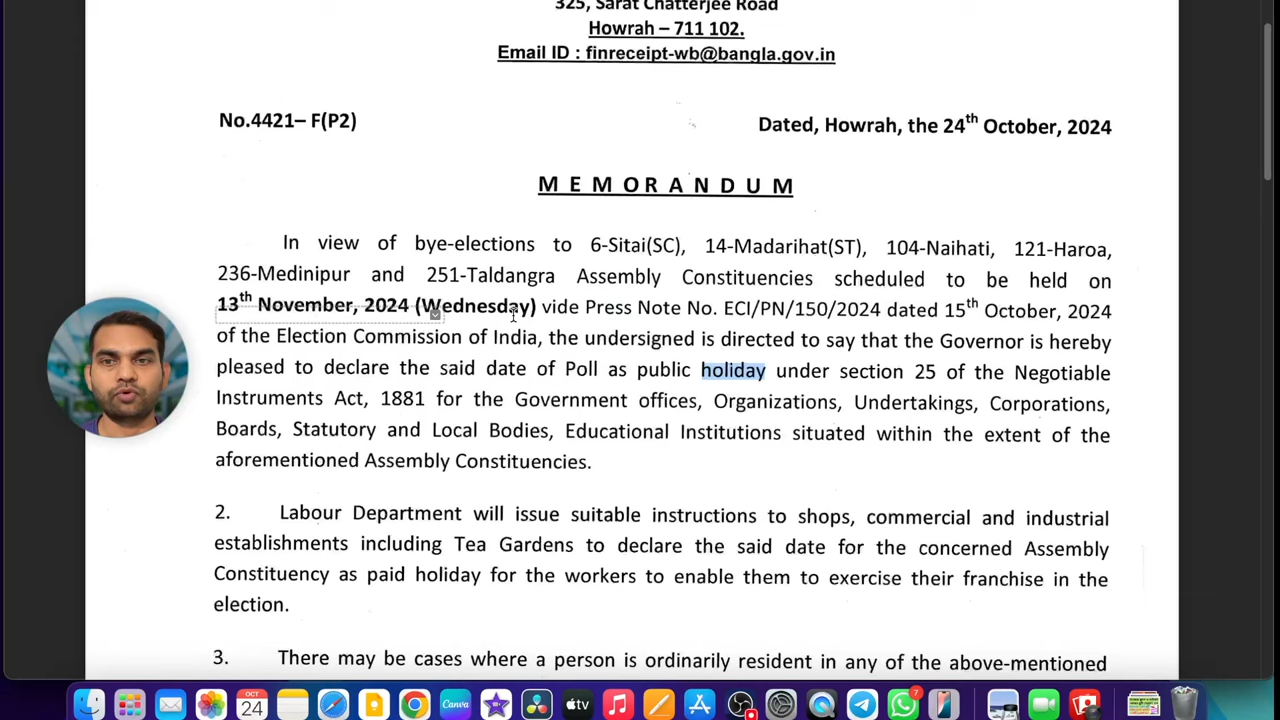 325, Sarat Chatterjee Road
Howrah – 711 102.
Email ID : finreceipt-wb@bangla.gov.in
No.4421– F(P2)
Dated, Howrah, the 24th October, 2024
MEMORANDUM
In view of bye-elections to 6-Sitai(SC), 14-Madarihat(ST), 104-Naihati, 121-Haroa,
236-Medinipur and 251-Taldangra Assembly Constituencies scheduled to be held on
13th November, 2024 (Wednesday) vide Press Note No. ECI/PN/150/2024 dated 15th October, 2024
of the Election Commission of India, the undersigned is directed to say that the Governor is hereby
pleased to declare the said date of Poll as public holiday under section 25 of the Negotiable
Instruments Act, 1881 for the Government offices, Organizations, Undertakings, Corporations,
Boards, Statutory and Local Bodies, Educational Institutions situated within the extent of the
aforementioned Assembly Constituencies.
2. Labour Department will issue suitable instructions to shops, commercial and industrial
establishments including Tea Gardens to declare the said date for the concerned Assembly
Constituency as paid holiday for the workers to enable them to exercise their franchise in the
election.
3. There may be cases where a person is ordinarily resident in any of the above-mentioned
OCT
24
Canva
tv
7